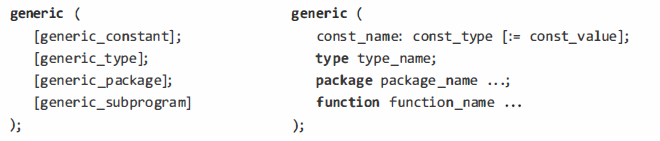 generic (
[generic_constant];
[generic_type];
[generic_package];
[generic_subprogram]
);
generic (
const_name: const_type [:= const_value];
type type_name;
package package_name ...;
function function_name ...
);